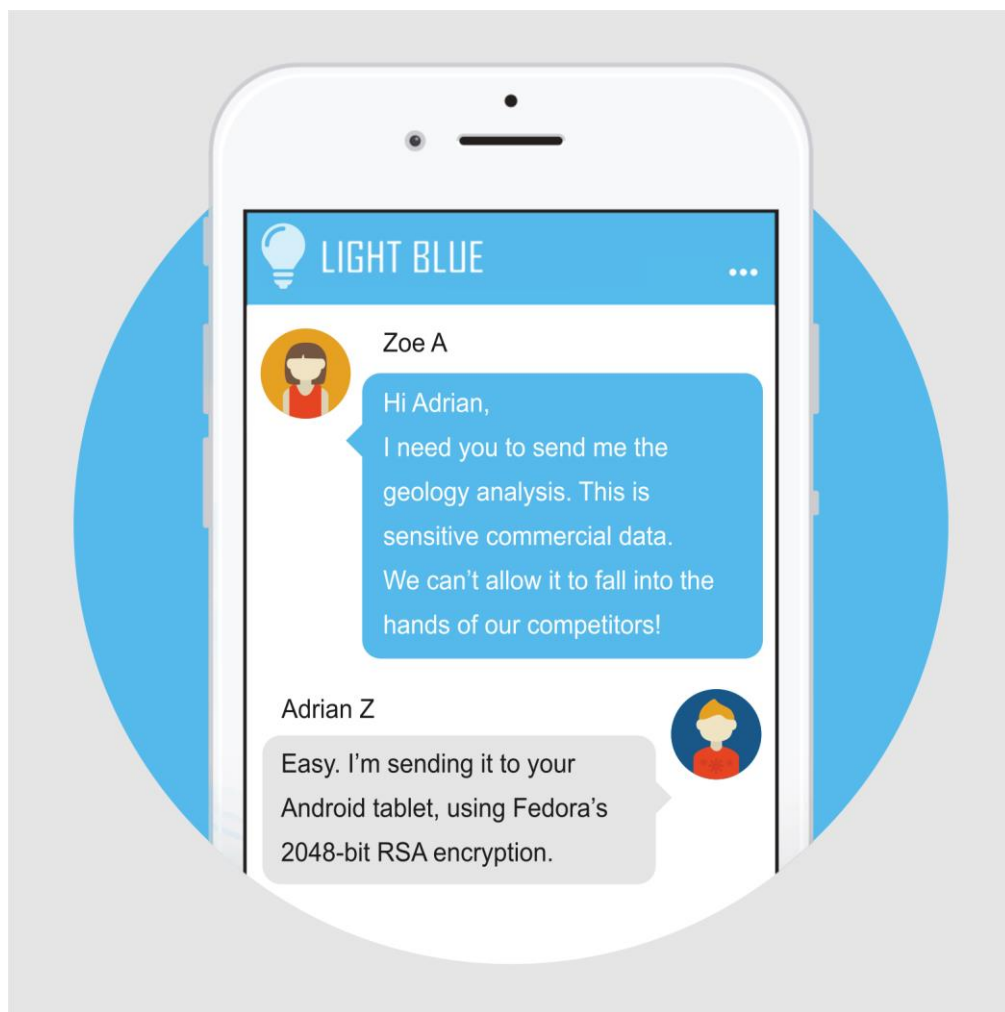 LIGHT BLUE
Zoe A
Hi Adrian,
I need you to send me the
geology analysis. This is
sensitive commercial data.
We can’t allow it to fall into the
hands of our competitors!
Adrian Z
Easy. I’m sending it to your
Android tablet, using Fedora’s
2048-bit RSA encryption.